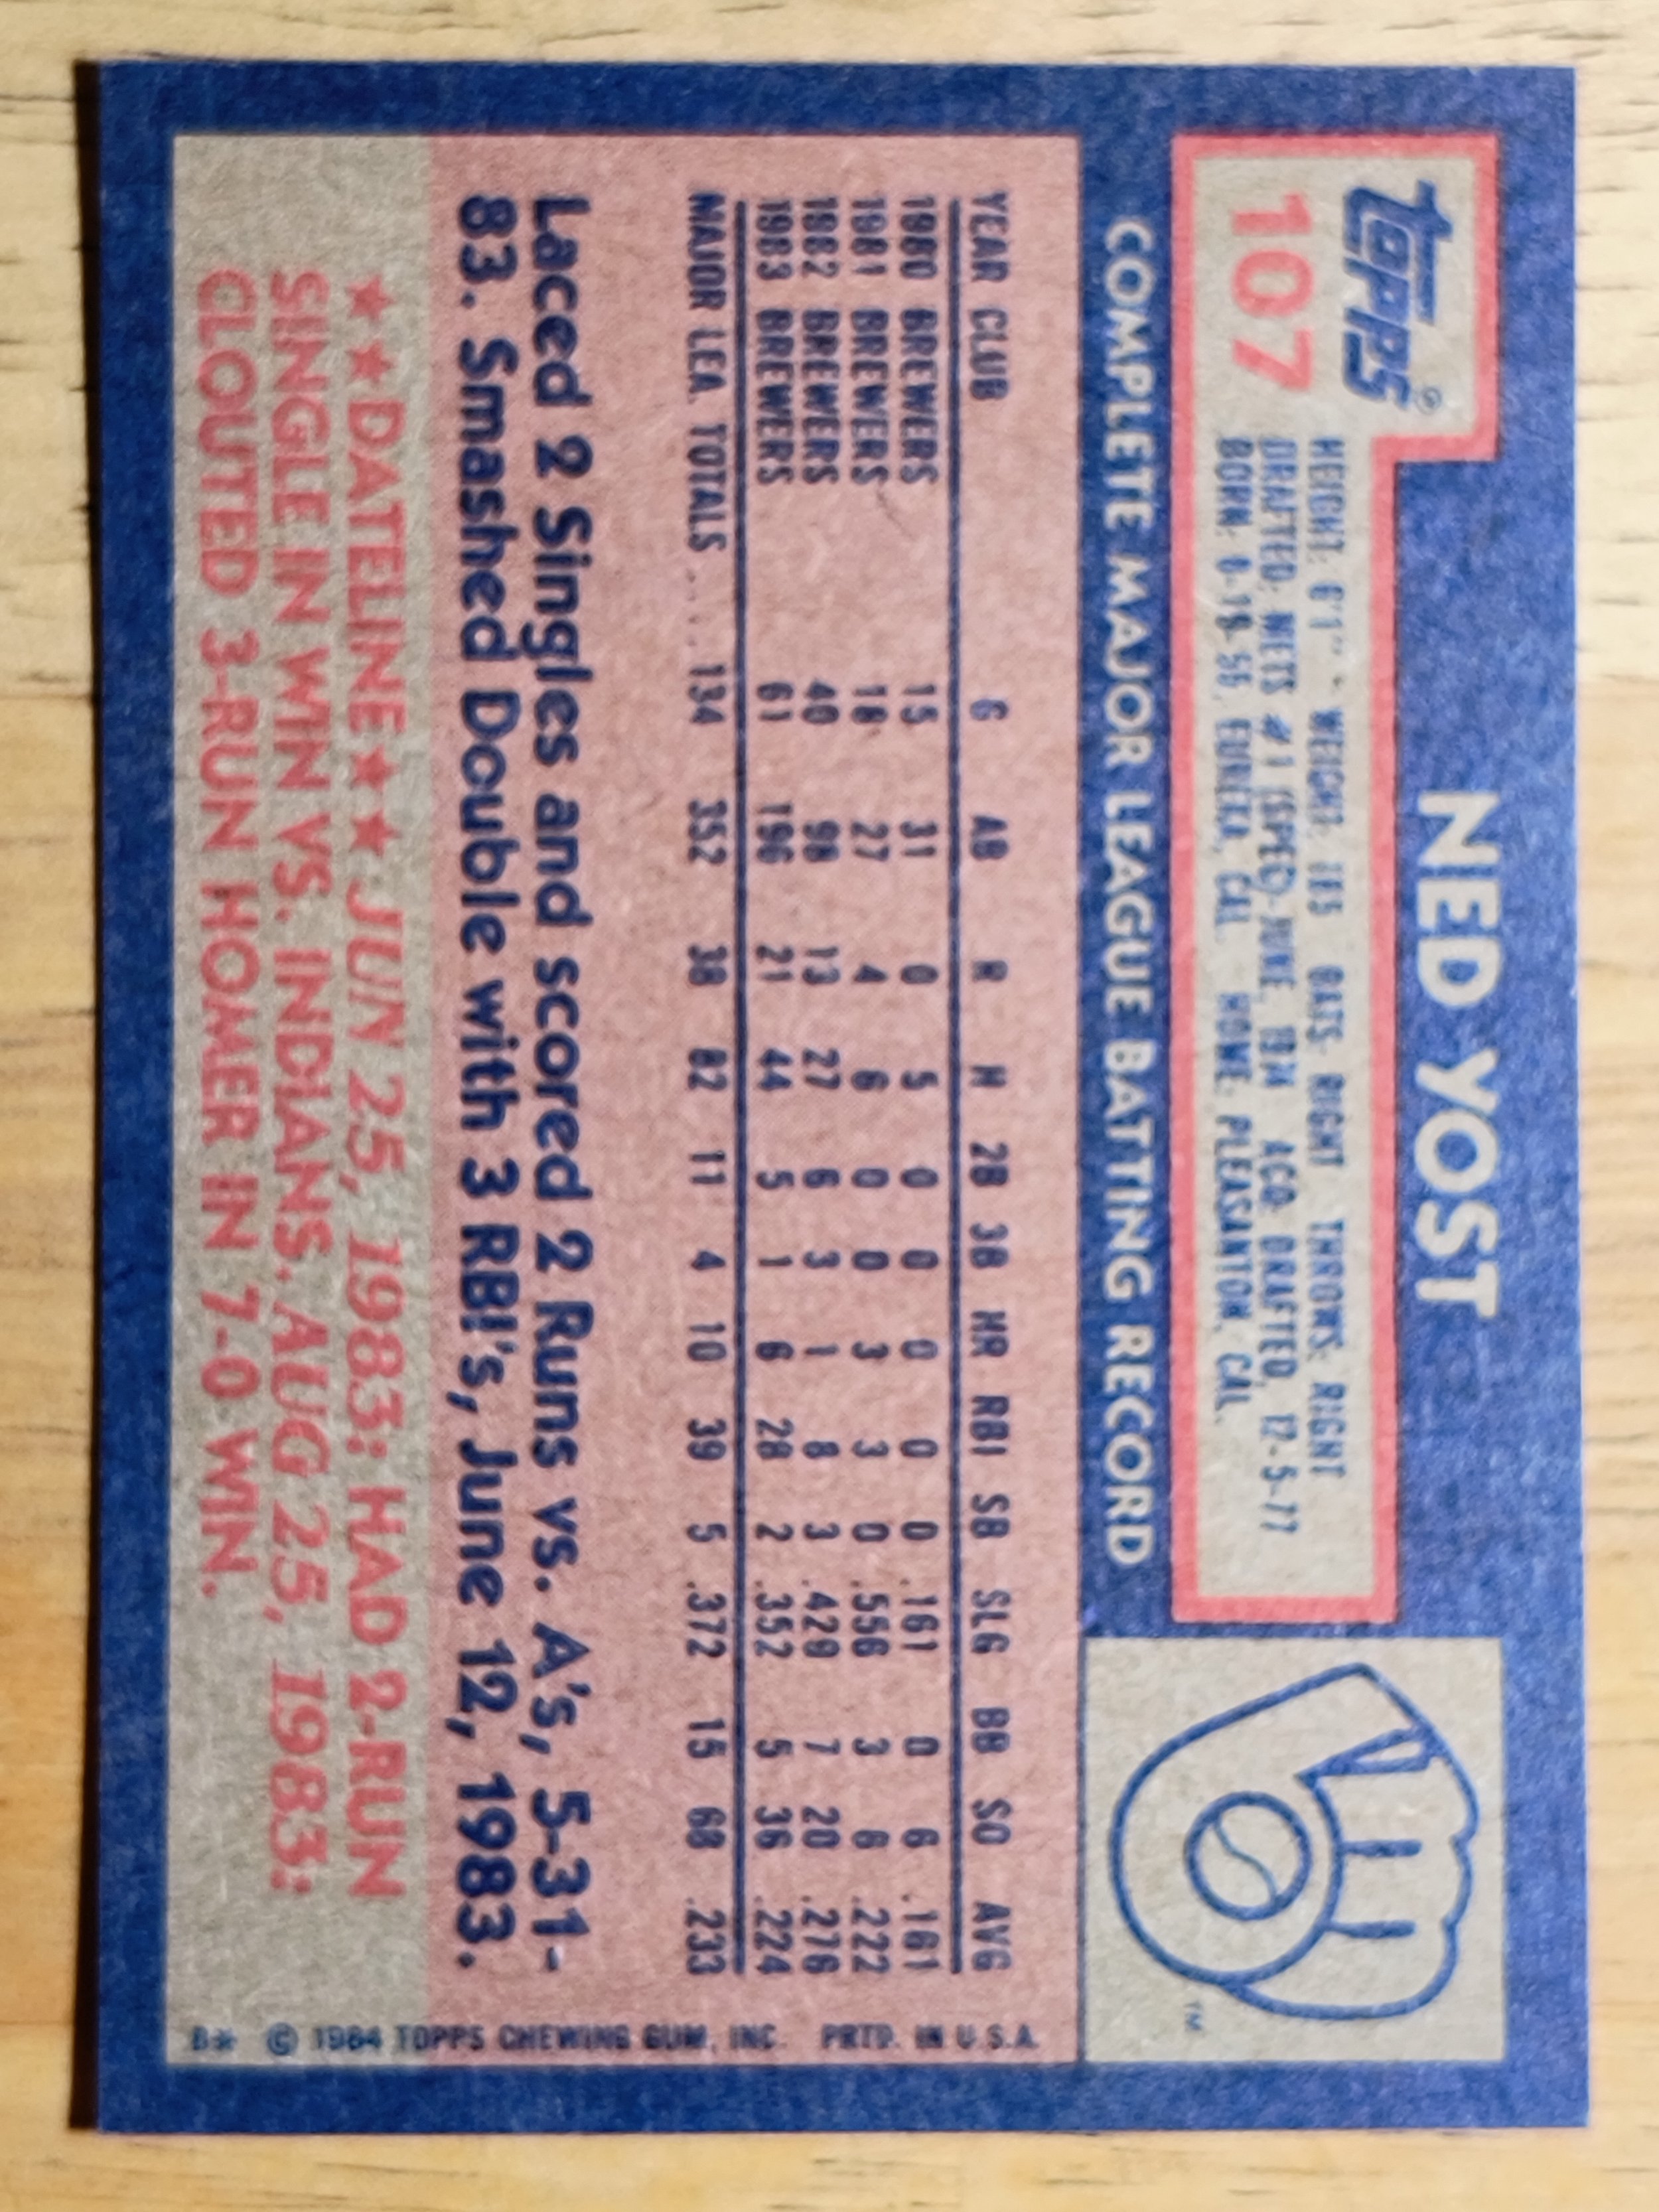 NED YOST
Topps®
107
HEIGHT: 6'1" • WEIGHT: 185 BATS: RIGHT THROWS: RIGHT
DRAFTED: METS #1 (SPEC)-JUNE, 1974 ACQ: DRAFTED, 12-5-77
BORN: 8-19-55, EUREKA, CAL. HOME: PLEASANTON, CAL.
COMPLETE MAJOR LEAGUE BATTING RECORD
TM
YEAR CLUB G AB R H 2B 3B HR RBI SB SLG BB SO AVG
1980 BREWERS 15 31 0 5 0 0 0 0 0 .161 0 6 .161
1981 BREWERS 18 27 4 6 0 0 3 3 0 .556 3 6 .222
1982 BREWERS 40 98 13 27 6 3 1 8 3 .429 7 20 .276
1983 BREWERS 61 196 21 44 5 1 6 28 2 .352 5 36 .224
MAJOR LEA. TOTALS .... 134 352 38 82 11 4 10 39 5 .372 15 68 .233
Laced 2 Singles and scored 2 Runs vs. A's, 5-31-
83. Smashed Double with 3 RBI's, June 12, 1983.
★★DATELINE★★ JUN 25, 1983: HAD 2-RUN
SINGLE IN WIN VS. INDIANS. AUG 25, 1983:
CLOUTED 3-RUN HOMER IN 7-0 WIN.
B* © 1984 TOPPS CHEWING GUM, INC. PRTD. IN U.S.A.